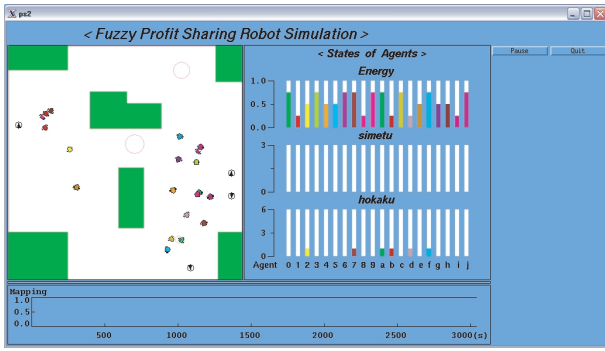 ps2
< Fuzzy Profit Sharing Robot Simulation >
Pause Quit
< States of Agents >
Energy
1.0
0.5
0.0
simetu
3
0
hokaku
6
3
0
Agent 0 1 2 3 4 5 6 7 8 9 a b c d e f g h i j
Mapping
1.0
0.5
0.0
500 1000 1500 2000 2500 3000(s)